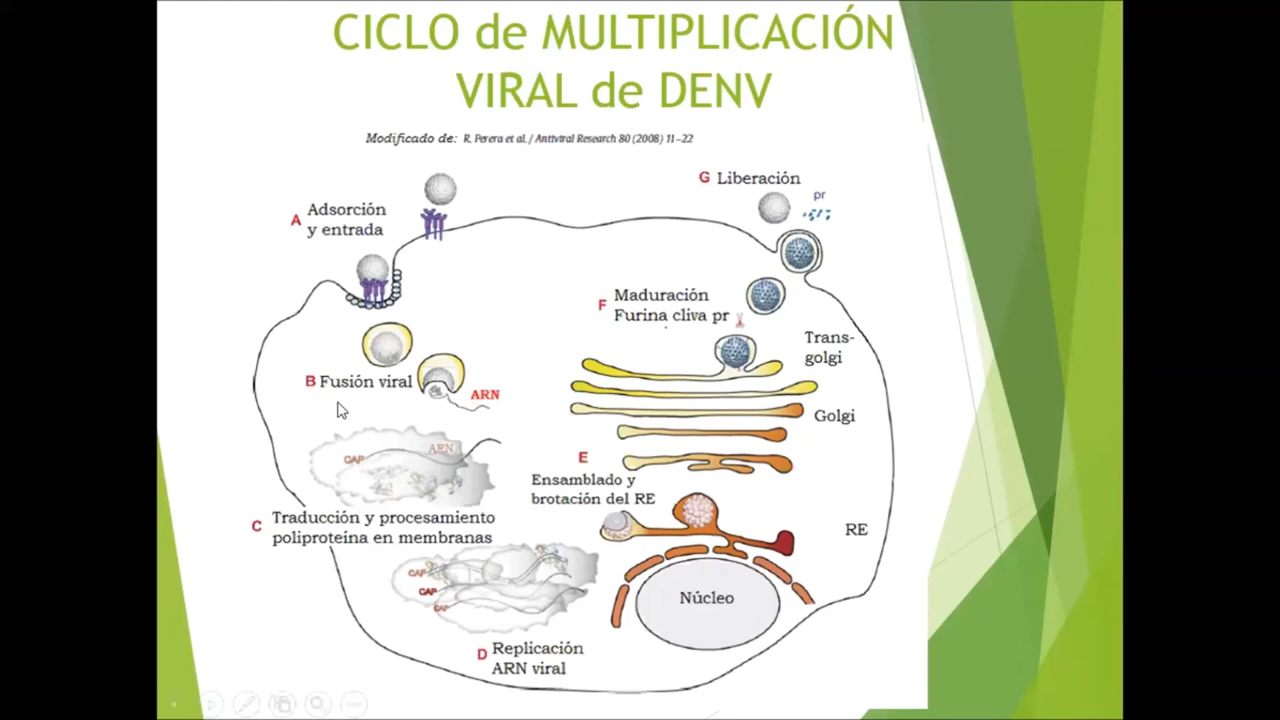 CICLO de MULTIPLICACIÓN
VIRAL de DENV
Modificado de: R. Perera et al. / Antiviral Research 80 (2008) 11–22
A Adsorción
y entrada
G Liberación
pr
F Maduración
Furina cliva pr
Trans-
golgi
B Fusión viral
ARN
Golgi
ARN
CAP
E
Ensamblado y
brotación del RE
C Traducción y procesamiento
poliproteína en membranas
RE
CAP
CAP
CAP
Núcleo
D Replicación
ARN viral